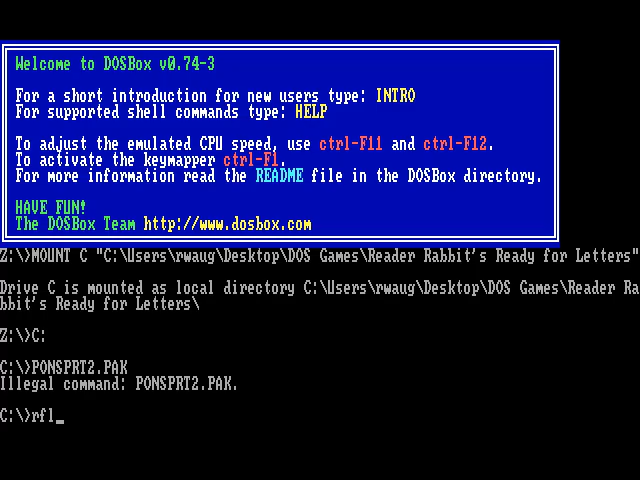 Welcome to DOSBox v0.74-3
For a short introduction for new users type: INTRO
For supported shell commands type: HELP
To adjust the emulated CPU speed, use ctrl-F11 and ctrl-F12.
To activate the keymapper ctrl-F1.
For more information read the README file in the DOSBox directory.
HAVE FUN!
The DOSBox Team http://www.dosbox.com
Z:\>MOUNT C "C:\Users\rwaug\Desktop\DOS Games\Reader Rabbit's Ready for Letters"
Drive C is mounted as local directory C:\Users\rwaug\Desktop\DOS Games\Reader Ra
bbit's Ready for Letters\
Z:\>C:
C:\>PONSPRT2.PAK
Illegal command: PONSPRT2.PAK.
C:\>rfl_